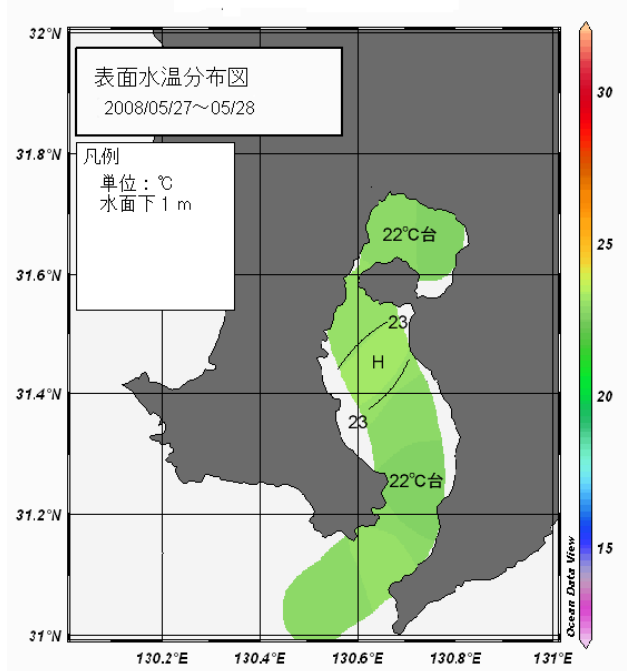 表面水温分布図
2008/05/27～05/28
凡例
単位：℃
水面下１ｍ
32°N
31.8°N
31.6°N
31.4°N
31.2°N
31°N
130.2°E
130.4°E
130.6°E
130.8°E
131°E
22℃台
23
H
23
22℃台
30
25
20
15
Ocean Data View